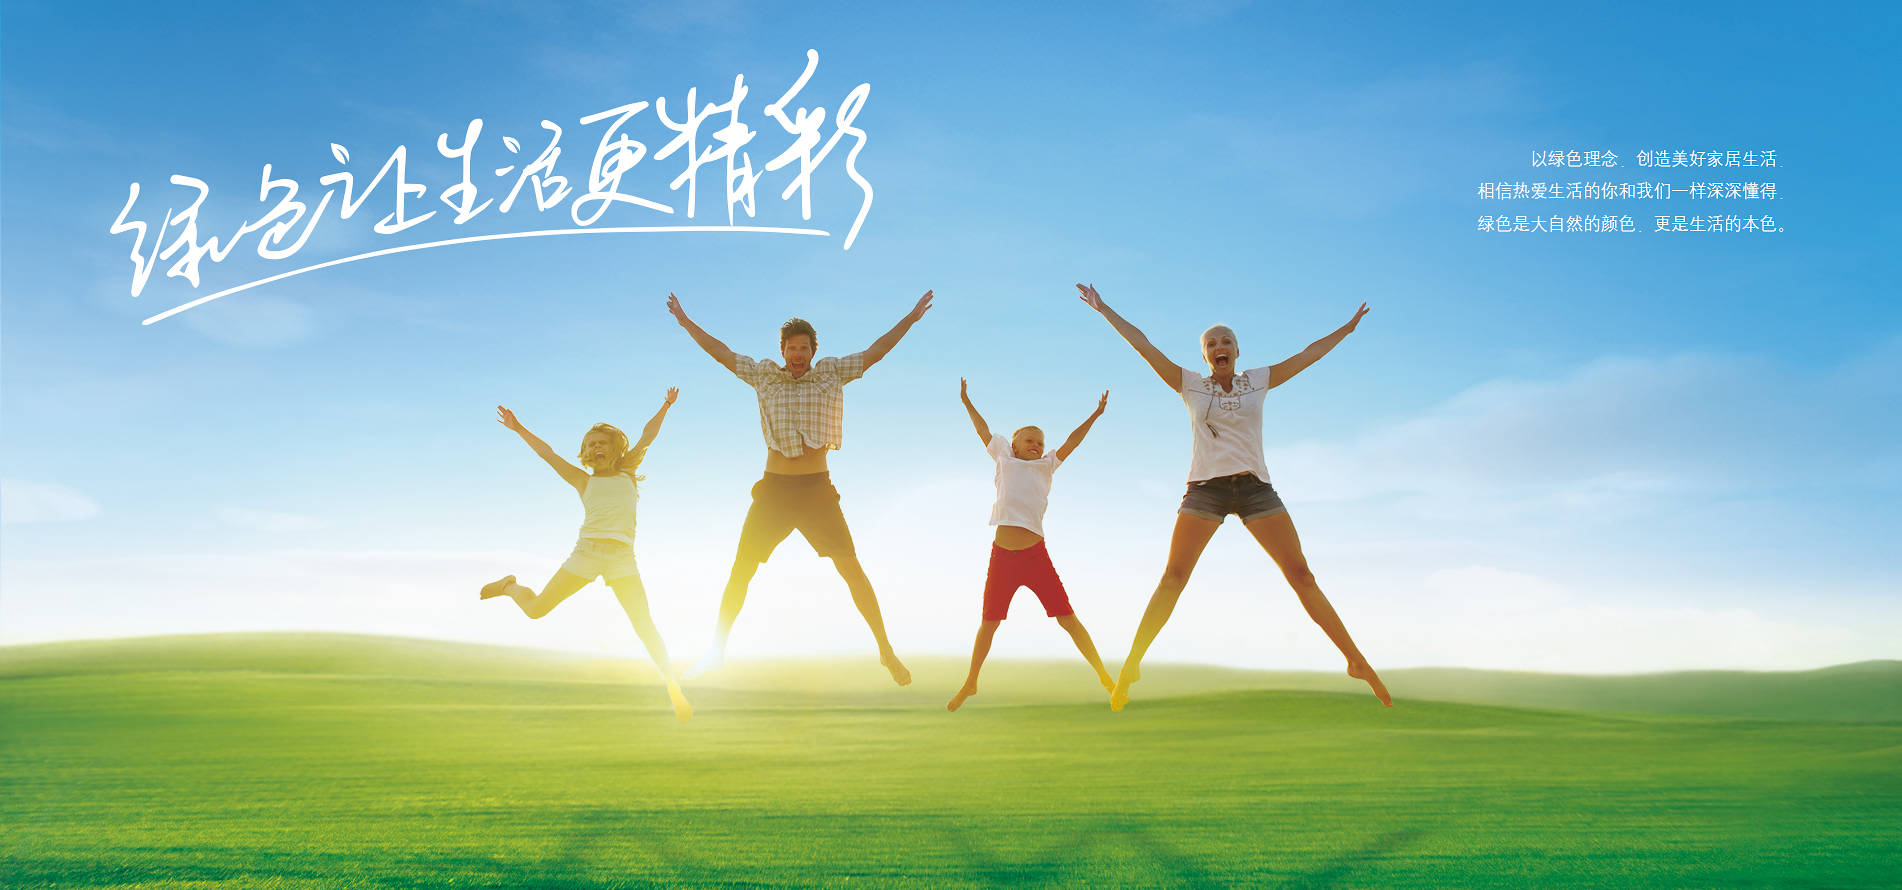 绿色让生活更精彩
以绿色理念，创造美好家居生活，
相信热爱生活的你和我们一样深深懂得，
绿色是大自然的颜色，更是生活的本色。